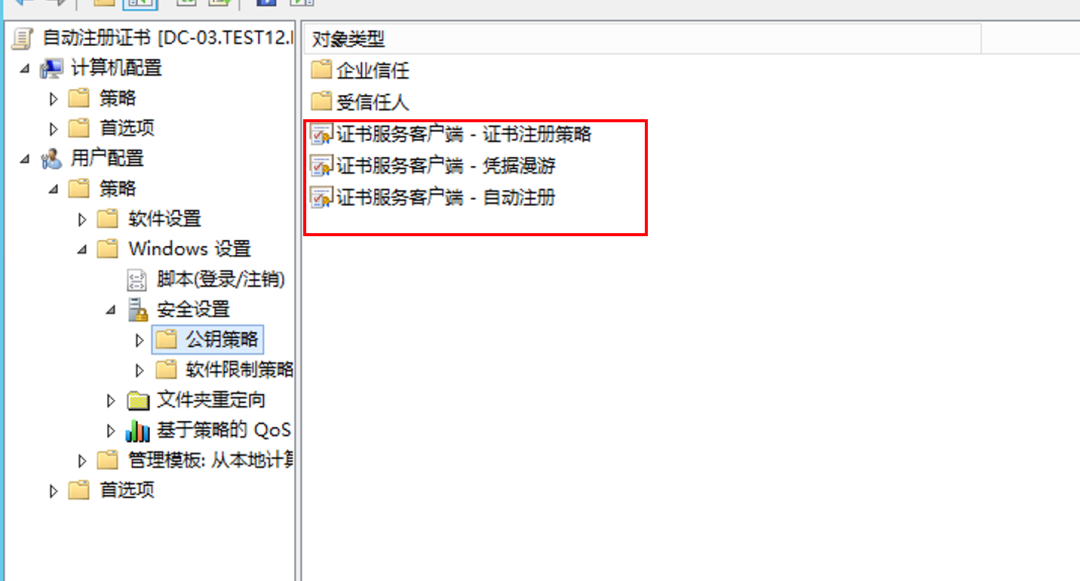 自动注册证书 [DC-03.TEST12.
计算机配置
策略
首选项
用户配置
策略
软件设置
Windows 设置
脚本(登录/注销)
安全设置
公钥策略
软件限制策略
文件夹重定向
基于策略的 QoS
管理模板: 从本地计
首选项
对象类型
企业信任
受信任人
证书服务客户端 - 证书注册策略
证书服务客户端 - 凭据漫游
证书服务客户端 - 自动注册